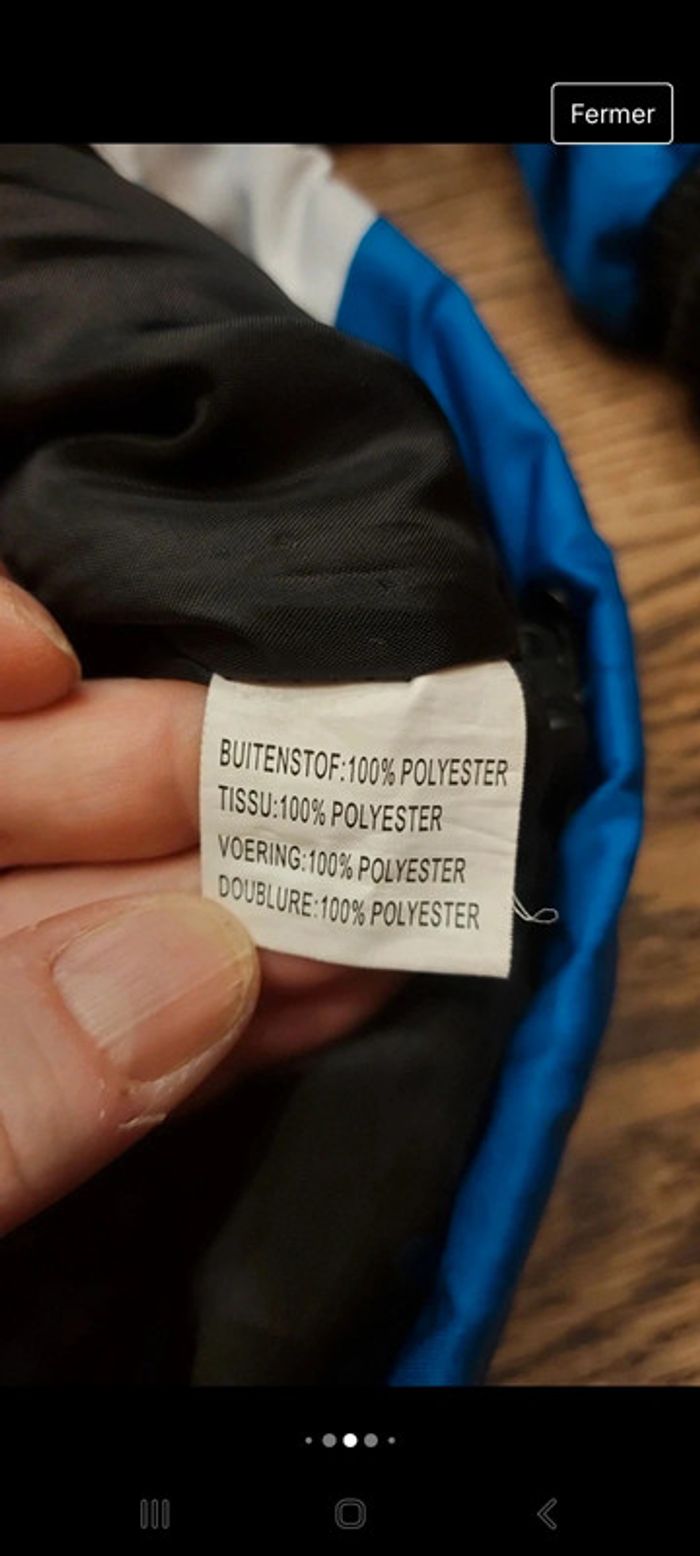 Fermer
BUITENSTOF:100% POLYESTER
TISSU:100% POLYESTER
VOERING:100% POLYESTER
DOUBLURE:100% POLYESTER